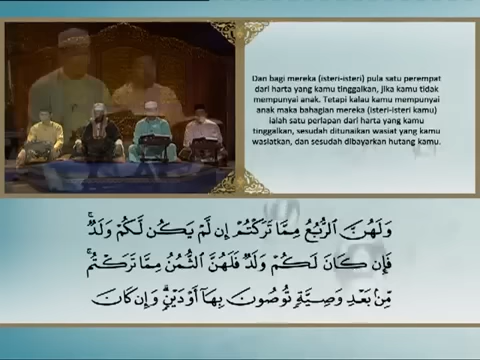 Dan bagi mereka (isteri-isteri) pula satu perempat
dari harta yang kamu tinggalkan, jika kamu tidak
mempunyai anak. Tetapi kalau kamu mempunyai
anak maka bahagian mereka (isteri-isteri kamu)
ialah satu perlapan dari harta yang kamu
tinggalkan, sesudah ditunaikan wasiat yang kamu
wasiatkan, dan sesudah dibayarkan hutang kamu.
وَلَهُنَّ ٱلرُّبُعُ مِمَّا تَرَكْتُمْ إِن لَّمْ يَكُن لَّكُمْ وَلَدٌ ۚ
فَإِن كَانَ لَكُمْ وَلَدٌ فَلَهُنَّ ٱلثُّمُنُ مِمَّا تَرَكْتُم ۚ
مِّنۢ بَعْدِ وَصِيَّةٍ تُوصُونَ بِهَآ أَوْ دَيْنٍ ۗ وَإِن كَانَ